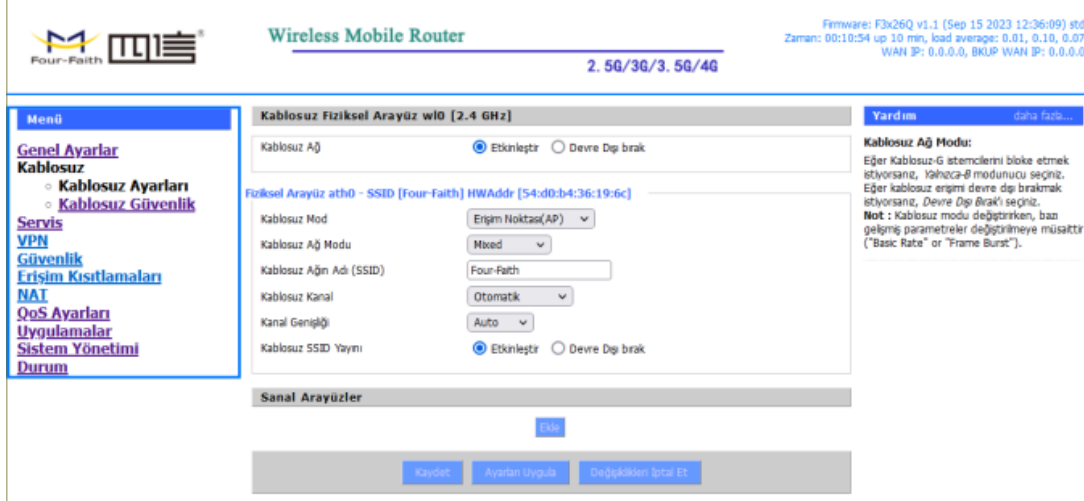 Four-Faith 四信®
Wireless Mobile Router
2.5G/3G/3.5G/4G
Firmware: F3x26Q v1.1 (Sep 15 2023 12:36:09) std
Zaman: 00:10:54 up 10 min, load average: 0.01, 0.10, 0.07
WAN IP: 0.0.0.0, BKUP WAN IP: 0.0.0.0
Menü
Genel Ayarlar
Kablosuz
Kablosuz Ayarları
Kablosuz Güvenlik
Servis
VPN
Güvenlik
Erişim Kısıtlamaları
NAT
QoS Ayarları
Uygulamalar
Sistem Yönetimi
Durum
Kablosuz Fiziksel Arayüz wl0 [2.4 GHz]
Kablosuz Ağ Etkinleştir Devre Dışı bırak
Fiziksel Arayüz ath0 - SSID [Four-Faith] HWAddr [54:d0:b4:36:19:6c]
Kablosuz Mod Erişim Noktası(AP)
Kablosuz Ağ Modu Mixed
Kablosuz Ağın Adı (SSID) Four-Faith
Kablosuz Kanal Otomatik
Kanal Genişliği Auto
Kablosuz SSID Yayını Etkinleştir Devre Dışı bırak
Sanal Arayüzler
Ekle
Kaydet Ayarları Uygula Değişiklikleri İptal Et
Yardım daha fazla...
Kablosuz Ağ Modu:
Eğer Kablosuz-G istemcilerini bloke etmek
istiyorsanız, Yalnızca-B modunucu seçiniz.
Eğer kablosuz erişimi devre dışı bırakmak
istiyorsanız, Devre Dışı Bırak'ı seçiniz.
Not : Kablosuz modu değiştirirken, bazı
gelişmiş parametreler değiştirilmeye müsaittir
("Basic Rate" or "Frame Burst").